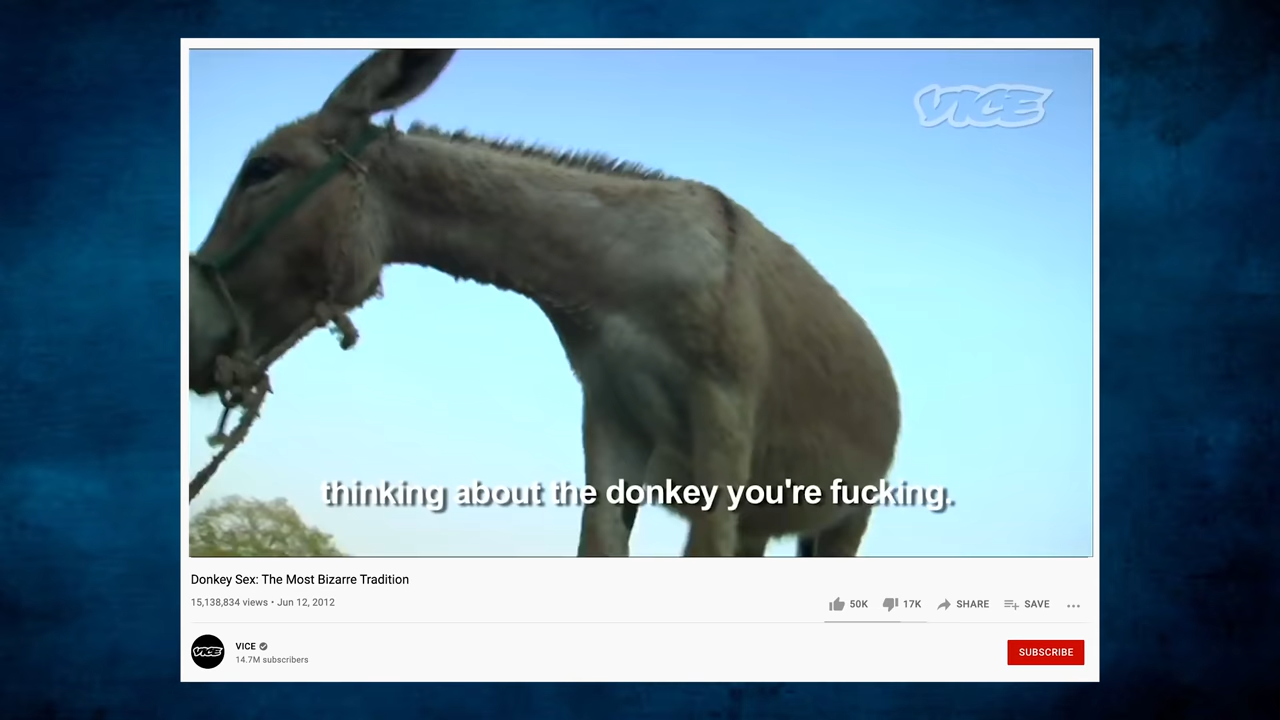 VICE
thinking about the donkey you're fucking.
Donkey Sex: The Most Bizarre Tradition
15,138,834 views • Jun 12, 2012
50K
17K
SHARE
SAVE
VICE
VICE
14.7M subscribers
SUBSCRIBE